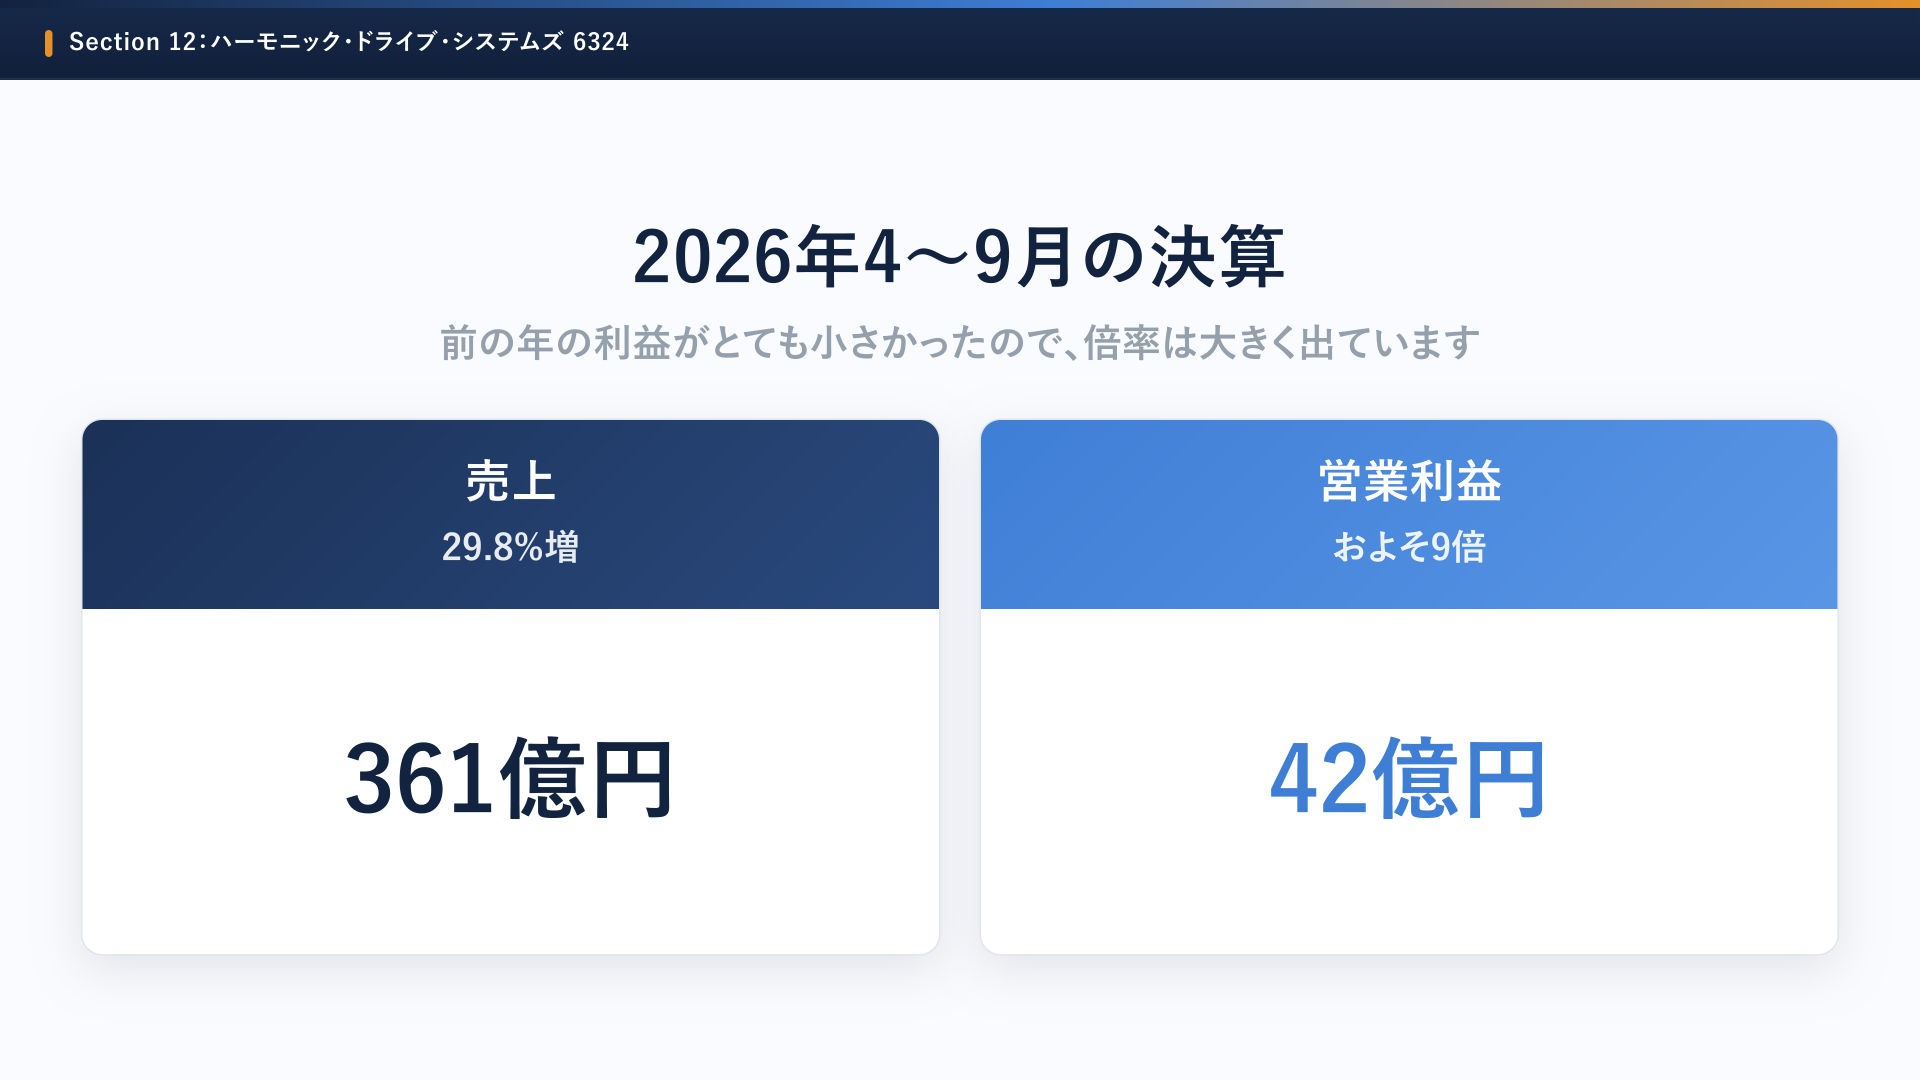 Section 12：ハーモニック・ドライブ・システムズ 6324
2026年4〜9月の決算
前の年の利益がとても小さかったので、倍率は大きく出ています
売上
29.8%増
361億円
営業利益
およそ9倍
42億円